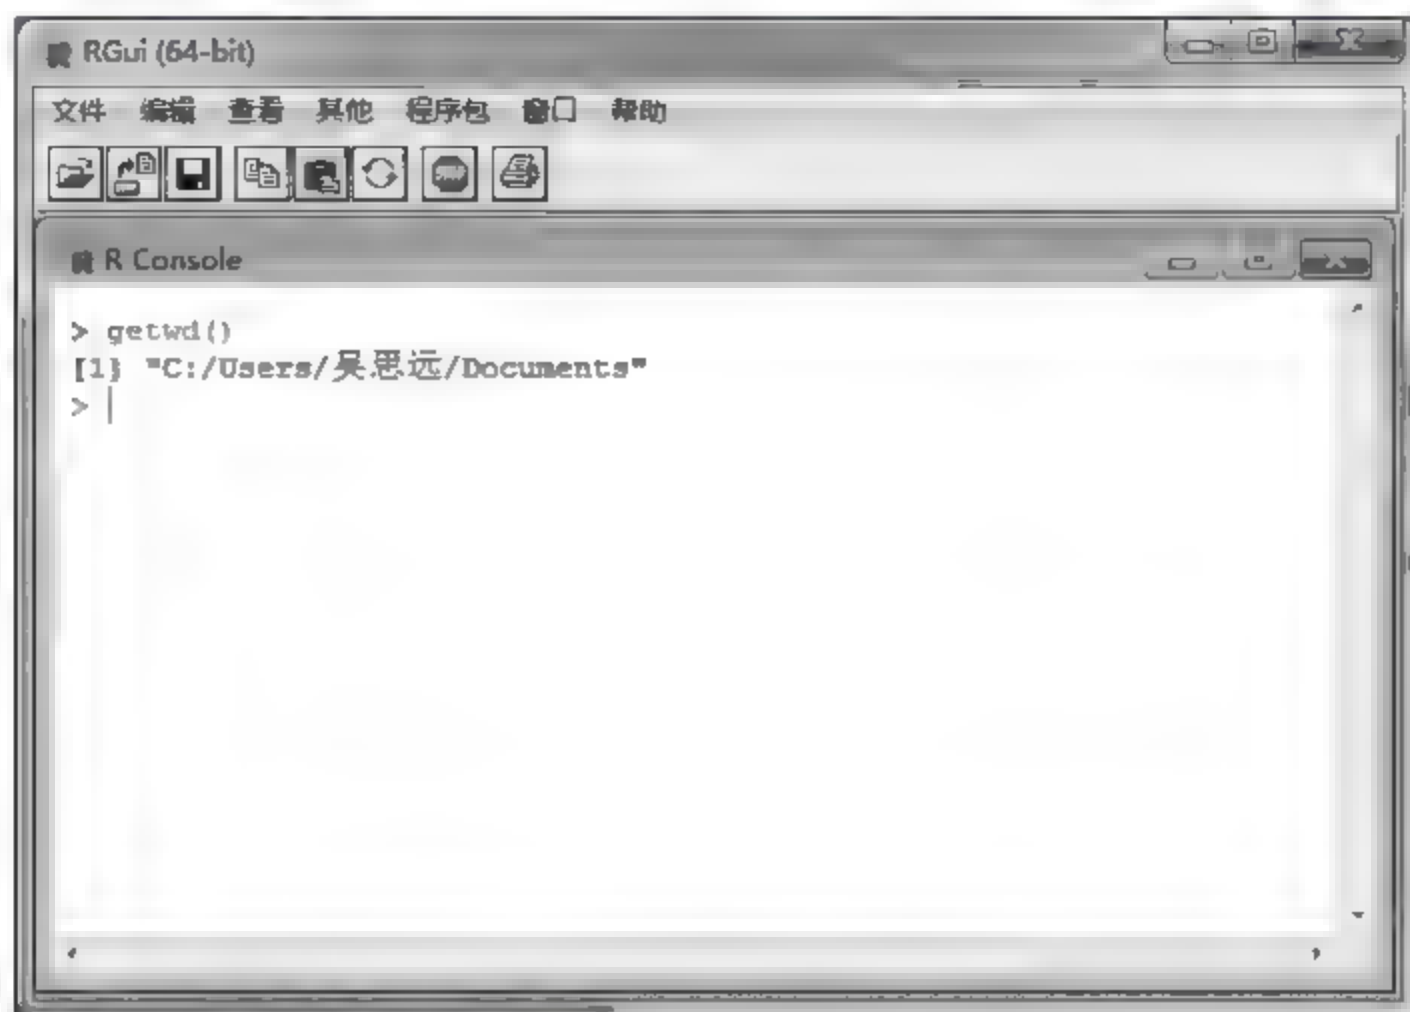 RGui (64-bit)
文件 编辑 查看 其他 程序包 窗口 帮助
R Console
> getwd()
[1] "C:/Users/吴思远/Documents"
>